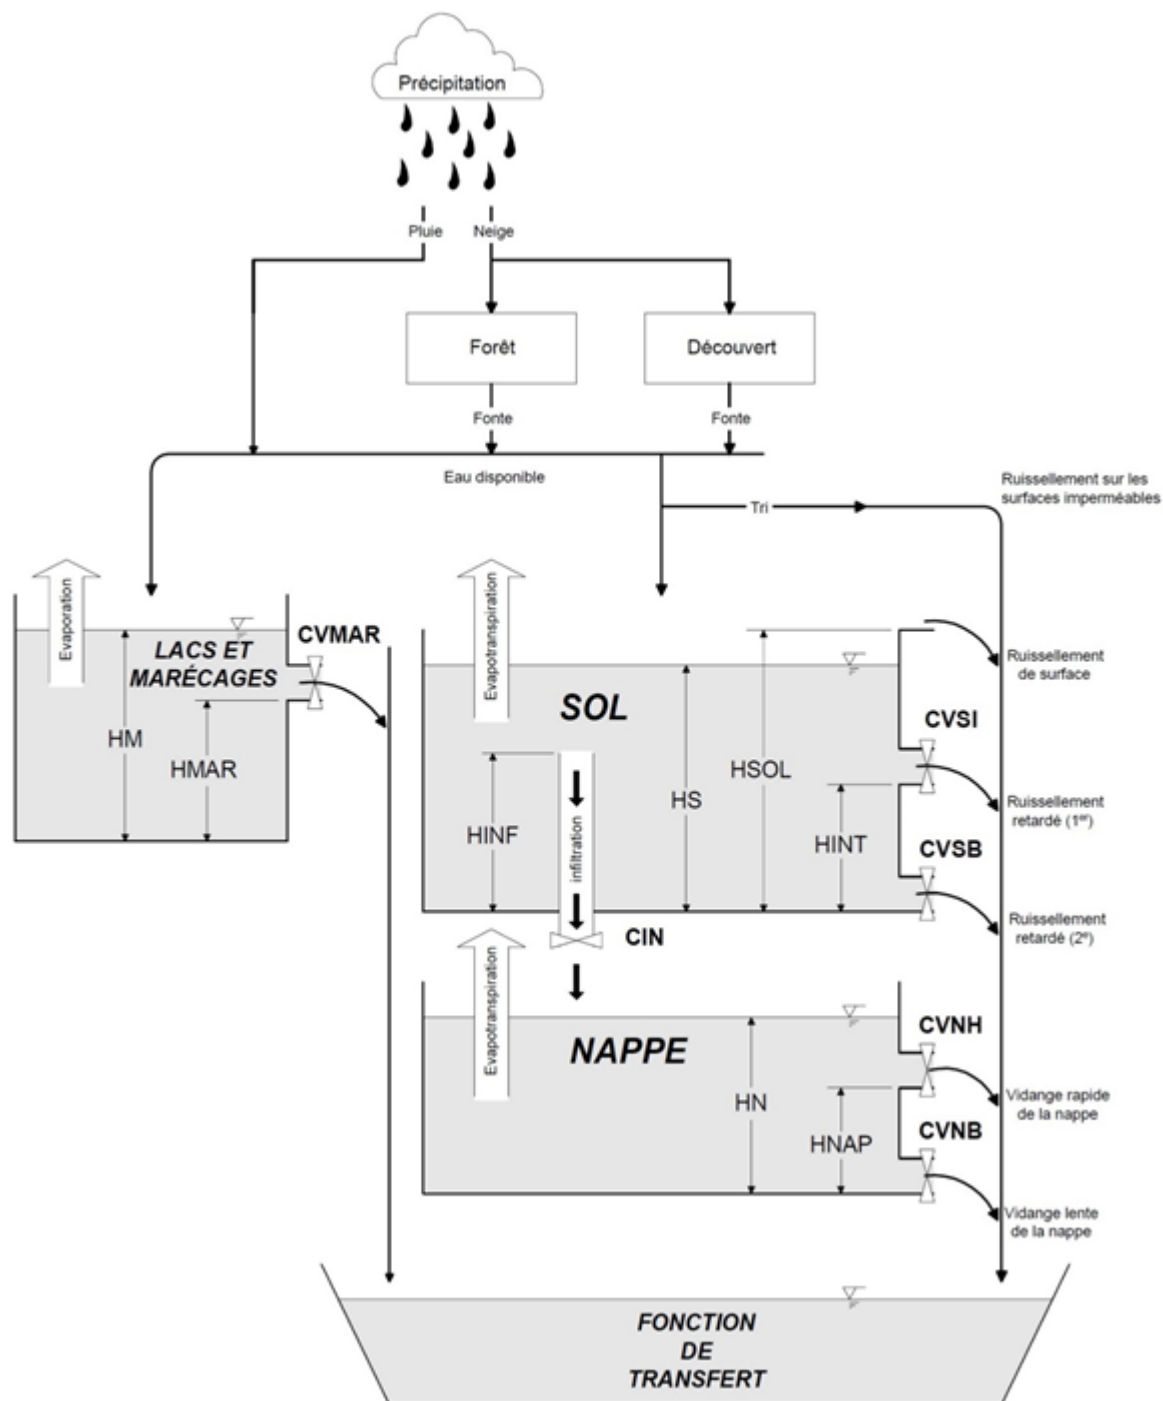 Précipitation
Pluie
Neige
Forêt
Découvert
Fonte
Fonte
Eau disponible
Ruissellement sur les
surfaces imperméables
Tri
Evaporation
LACS ET
MARÉCAGES
CVMAR
HM
HMAR
Evapotranspiration
SOL
Ruissellement
de surface
CVSI
HSOL
HS
HINF
infiltration
HINT
Ruissellement
retardé (1er)
CVSB
Ruissellement
retardé (2e)
CIN
Evapotranspiration
NAPPE
CVNH
HN
HNAP
Vidange rapide
de la nappe
CVNB
Vidange lente
de la nappe
FONCTION
DE
TRANSFERT